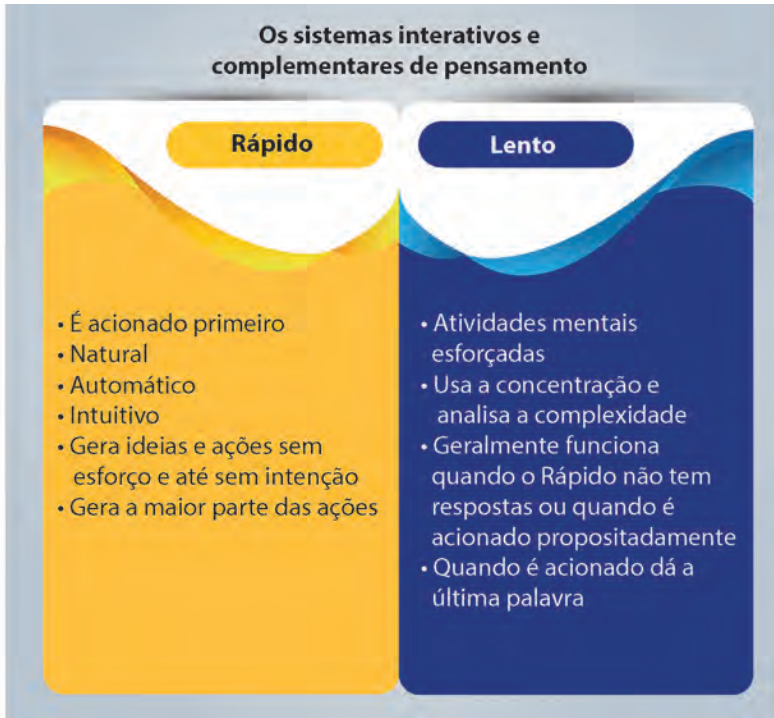 Os sistemas interativos e
complementares de pensamento
Rápido
• É acionado primeiro
• Natural
• Automático
• Intuitivo
• Gera ideias e ações sem
esforço e até sem intenção
• Gera a maior parte das ações
Lento
• Atividades mentais
esforçadas
• Usa a concentração e
analisa a complexidade
• Geralmente funciona
quando o Rápido não tem
respostas ou quando é
acionado propositadamente
• Quando é acionado dá a
última palavra